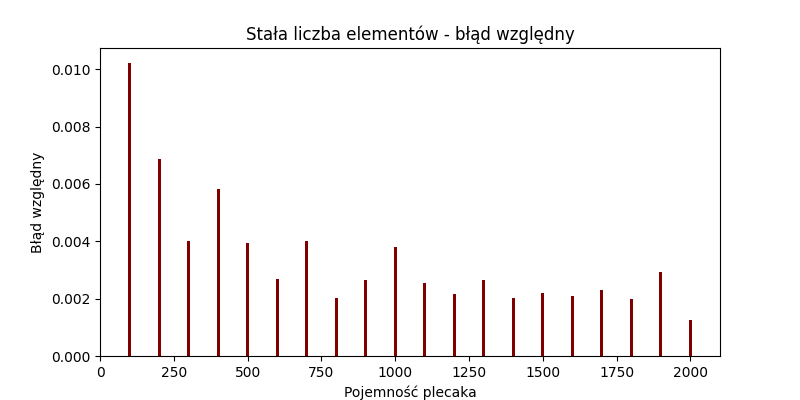 Stała liczba elementów - błąd względny
0.010
0.008
0.006
0.004
0.002
0.000
Błąd względny
0 250 500 750 1000 1250 1500 1750 2000
Pojemność plecaka